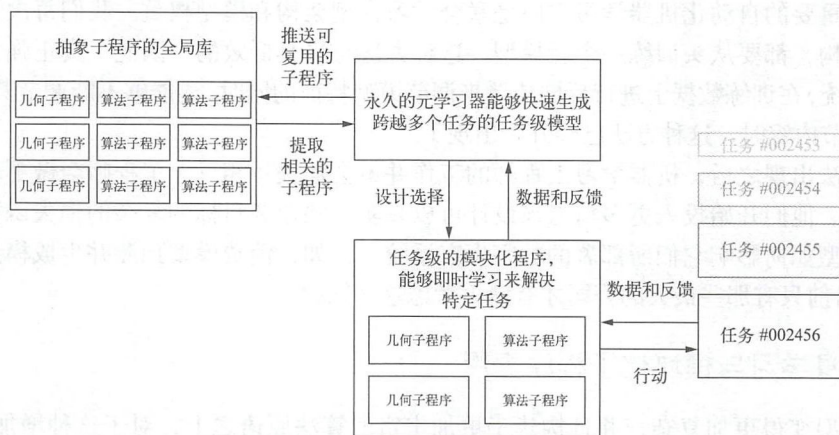 抽象子程序的全局库
几何子程序 算法子程序 算法子程序
几何子程序 算法子程序 算法子程序
几何子程序 算法子程序 算法子程序
推送可
复用的
子程序
提取
相关的
子程序
永久的元学习器能够快速生成
跨越多个任务的任务级模型
设计选择
数据和反馈
任务级的模块化程序,
能够即时学习来解决
特定任务
几何子程序 算法子程序
几何子程序 算法子程序
数据和反馈
行动
任务 #002453
任务 #002454
任务 #002455
任务 #002456